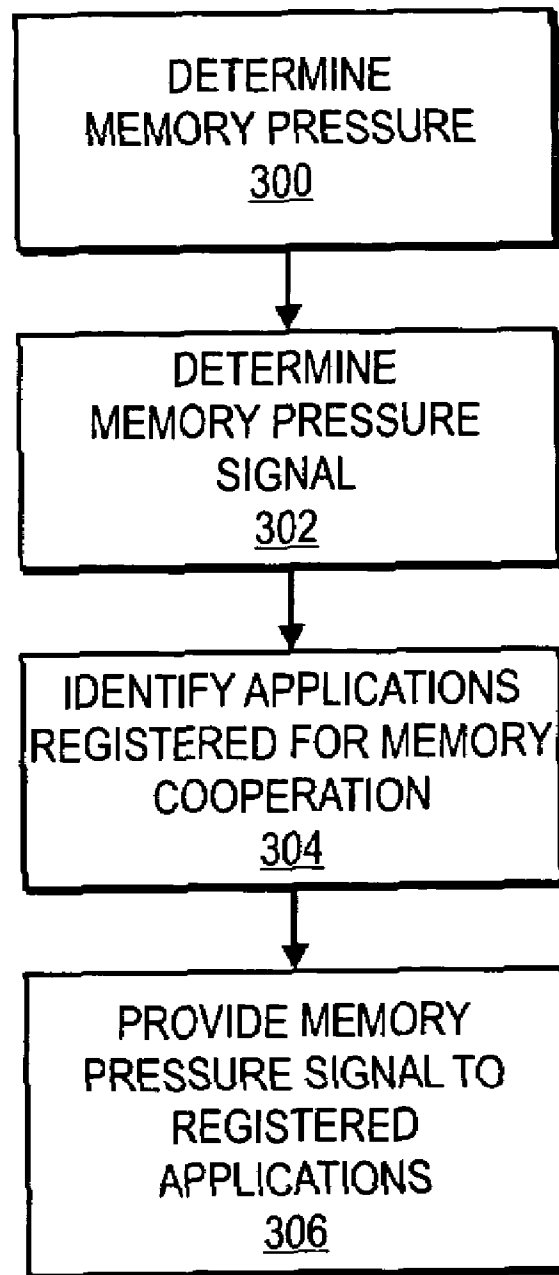 DETERMINE
MEMORY PRESSURE
300
DETERMINE
MEMORY PRESSURE
SIGNAL
302
IDENTIFY APPLICATIONS
REGISTERED FOR MEMORY
COOPERATION
304
PROVIDE MEMORY
PRESSURE SIGNAL TO
REGISTERED
APPLICATIONS
306